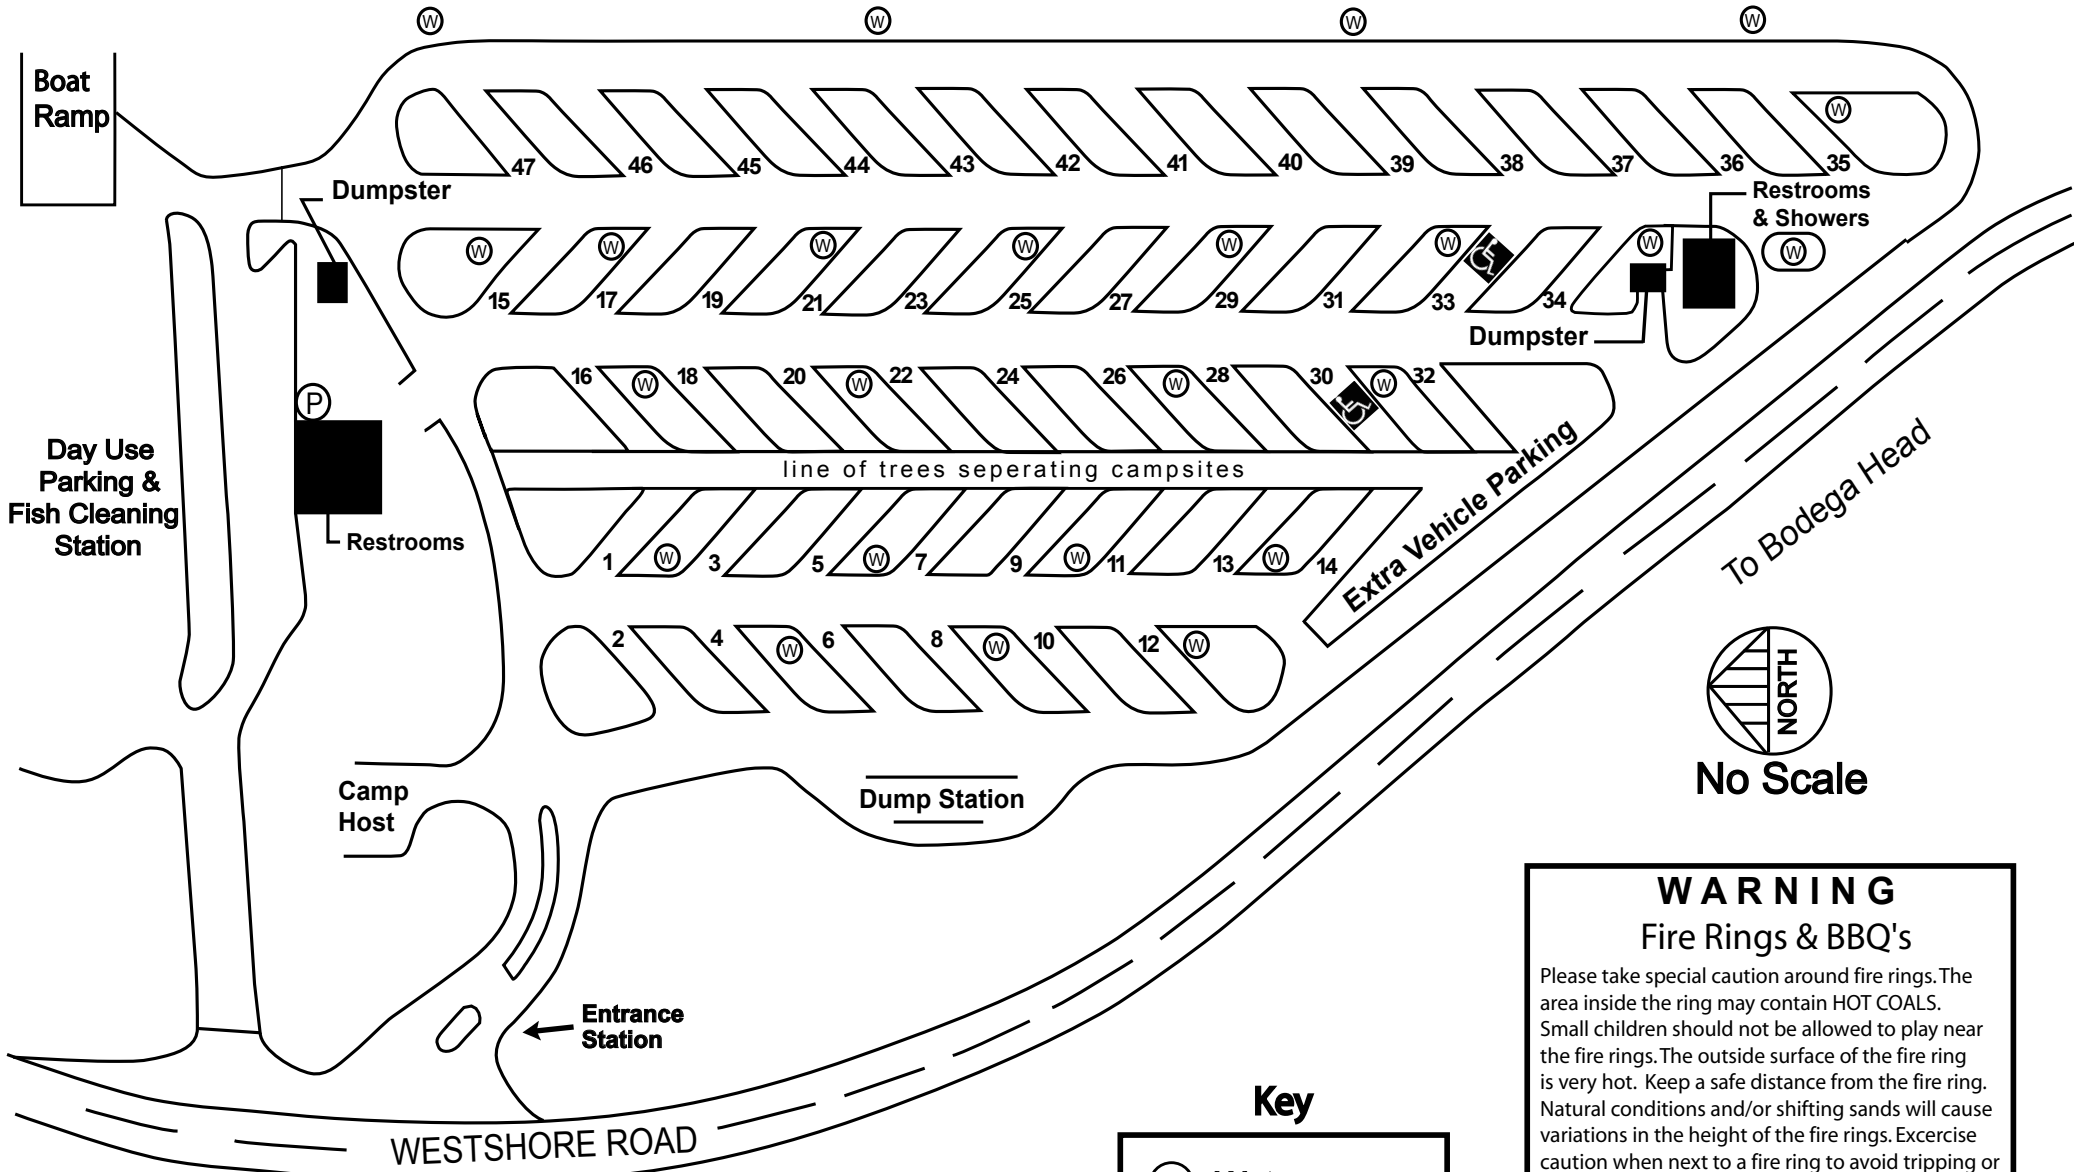 W W W W
Boat
Ramp
W
47 46 45 44 43 42 41 40 39 38 37 36 35
Dumpster
Restrooms
& Showers
W W W W W W W W
15 17 19 21 23 25 27 29 31 33 34
Dumpster
16 W 18 20 W 22 24 26 W 28 30 W 32
P
Day Use
Parking &
Fish Cleaning
Station
line of trees seperating campsites
Restrooms
Extra Vehicle Parking
To Bodega Head
1 W 3 5 W 7 9 W 11 13 W 14
2 4 W 6 8 W 10 12 W
NORTH
No Scale
Camp
Host
Dump Station
Entrance
Station
WESTSHORE ROAD
Key
WARNING
Fire Rings & BBQ's
Please take special caution around fire rings. The
area inside the ring may contain HOT COALS.
Small children should not be allowed to play near
the fire rings. The outside surface of the fire ring
is very hot. Keep a safe distance from the fire ring.
Natural conditions and/or shifting sands will cause
variations in the height of the fire rings. Excercise
caution when next to a fire ring to avoid tripping or